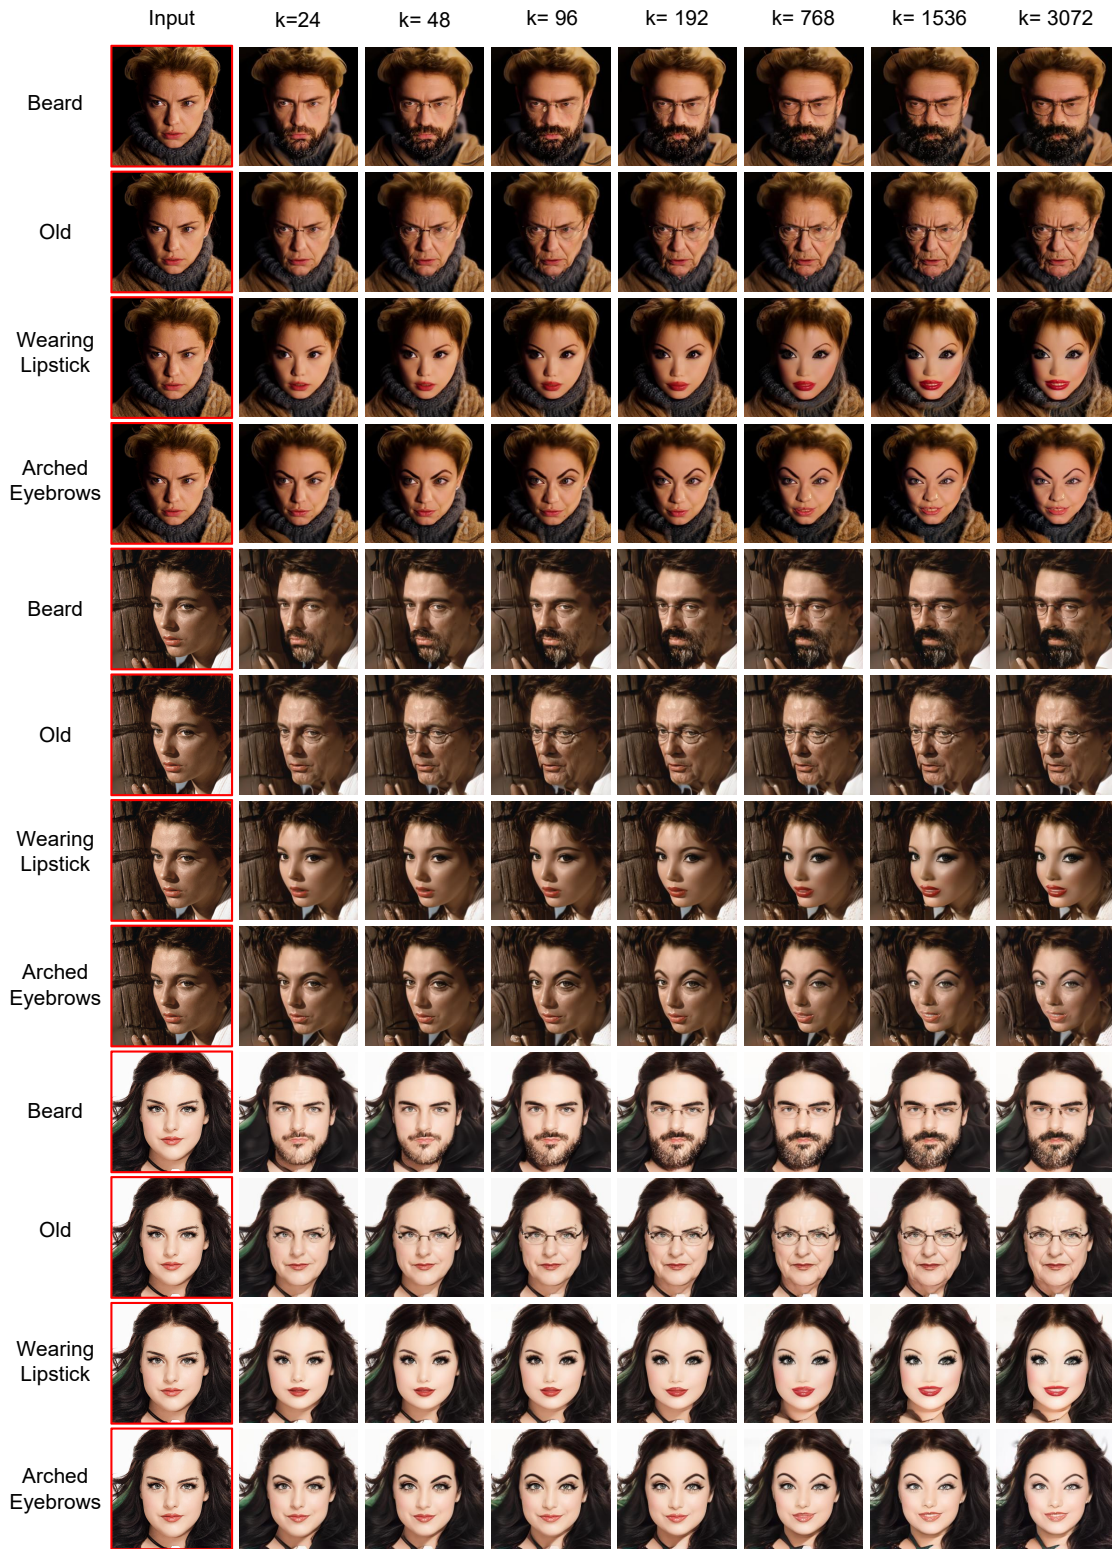 Input k=24 k= 48 k= 96 k= 192 k= 768 k= 1536 k= 3072
Beard
Old
Wearing
Lipstick
Arched
Eyebrows
Beard
Old
Wearing
Lipstick
Arched
Eyebrows
Beard
Old
Wearing
Lipstick
Arched
Eyebrows